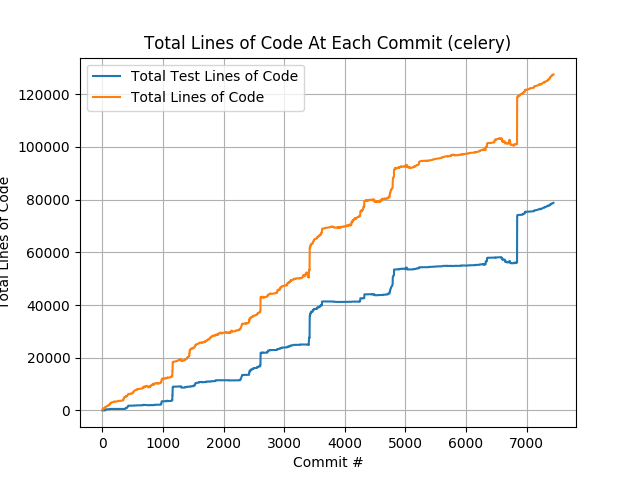 Total Lines of Code At Each Commit (celery)
Total Test Lines of Code
Total Lines of Code
Total Lines of Code
120000
100000
80000
60000
40000
20000
0
0 1000 2000 3000 4000 5000 6000 7000
Commit #